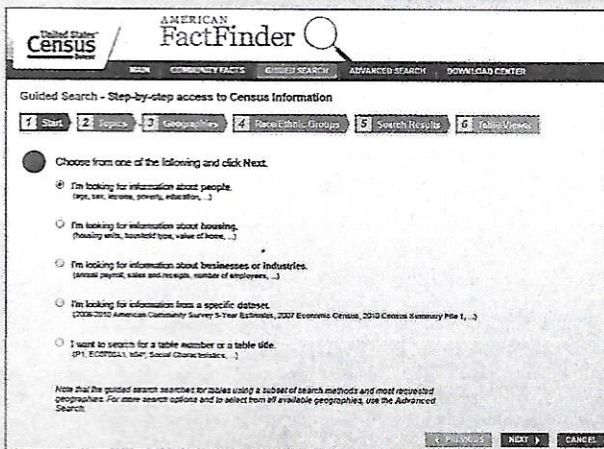 United States™
Census
Bureau
AMERICAN
FactFinder
MAIN COMMUNITY FACTS GUIDED SEARCH ADVANCED SEARCH DOWNLOAD CENTER
Guided Search - Step-by-step access to Census Information
1 Start 2 Topics 3 Geographies 4 Race/Ethnic Groups 5 Search Results 6 Table Viewer
Choose from one of the following and click Next.
I'm looking for information about people.
(age, sex, income, poverty, education, ...)
I'm looking for information about housing.
(housing units, household type, value of home, ...)
I'm looking for information about businesses or industries.
(annual payroll, sales and receipts, number of employees, ...)
I'm looking for information from a specific dataset.
(2006-2010 American Community Survey 5-Year Estimates, 2007 Economic Census, 2010 Census Summary File 1, ...)
I want to search for a table number or a table title.
(P1, Social Characteristics, ...)
Note that the guided search searches for tables using a subset of search methods and most requested
geographies. For more search options and to select from all available geographies, use the Advanced
Search.
PREVIOUS NEXT CANCEL